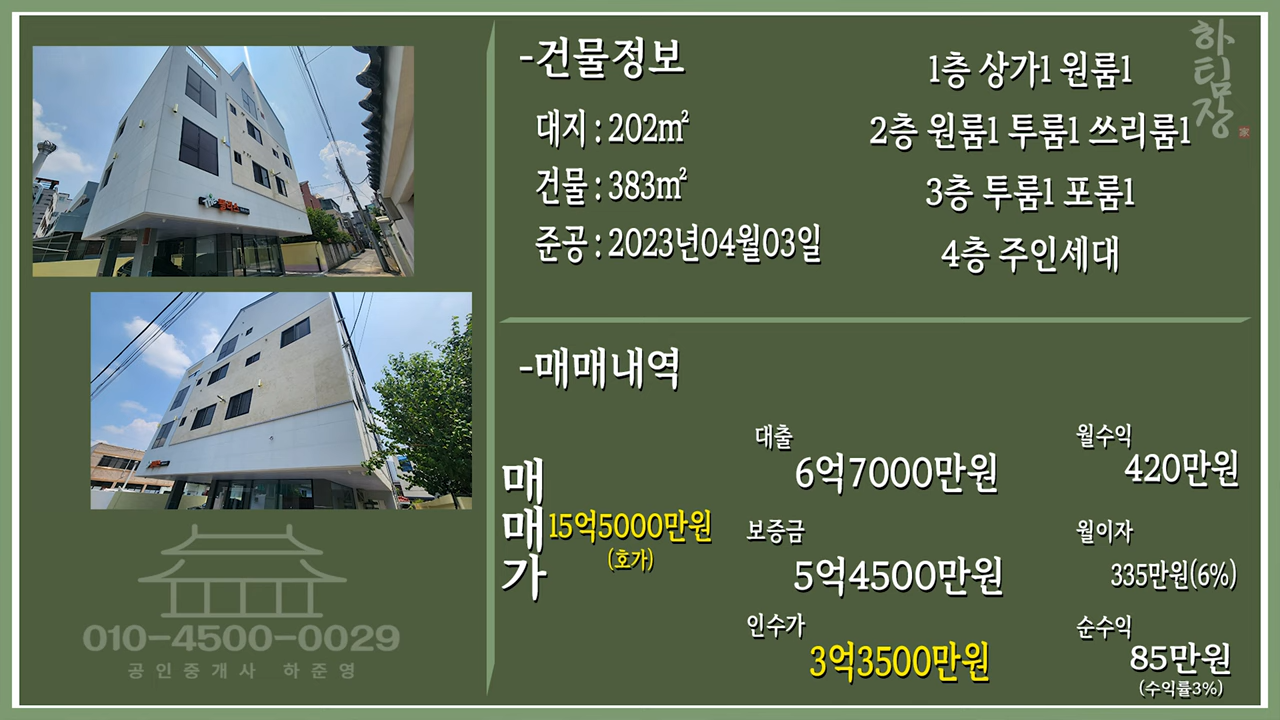 -건물정보
대지 : 202㎡
건물 : 383㎡
준공 : 2023년04월03일
1층 상가1 원룸1
2층 원룸1 투룸1 쓰리룸1
3층 투룸1 포룸1
4층 주인세대
하팀장
家
-매매내역
매매가
15억5000만원
(호가)
대출
6억7000만원
보증금
5억4500만원
인수가
3억3500만원
월수익
420만원
월이자
335만원(6%)
순수익
85만원
(수익률3%)
010-4500-0029
공인중개사 하준영